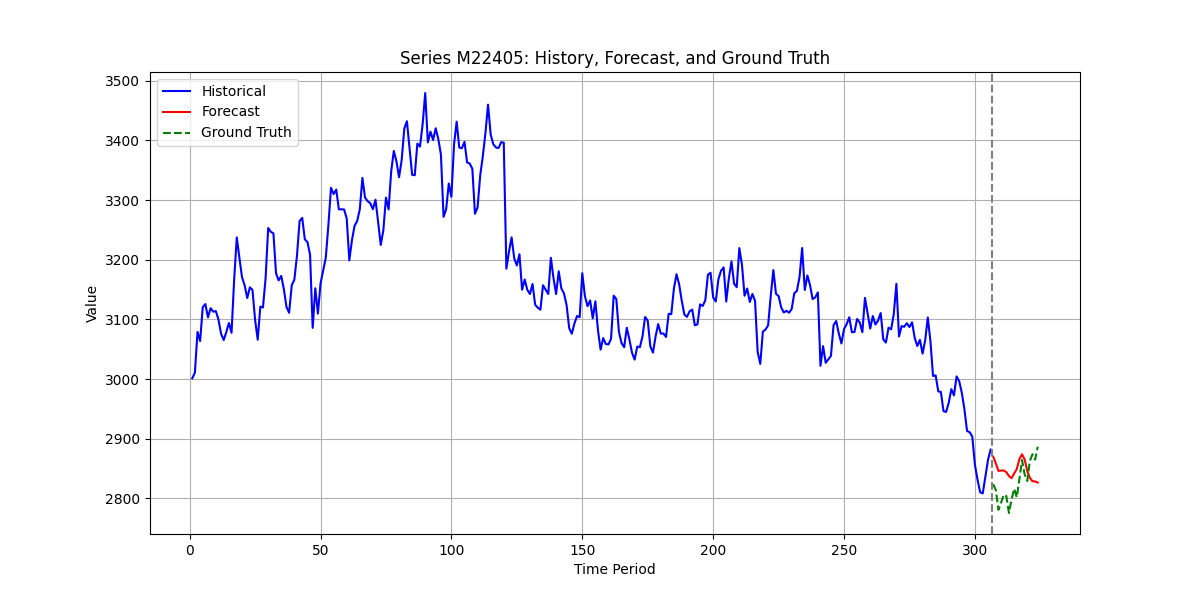 Series M22405: History, Forecast, and Ground Truth
Historical
Forecast
Ground Truth
3500
3400
3300
3200
3100
3000
2900
2800
Value
0 50 100 150 200 250 300
Time Period